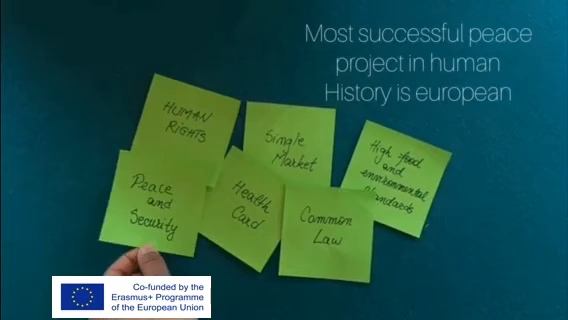 Most successful peace
project in human
History is european
HUMAN
RIGHTS
Single
Market
High food
and
environmental
standards
Peace
and
Security
Health
Card
Common
Law
Co-funded by the
Erasmus+ Programme
of the European Union